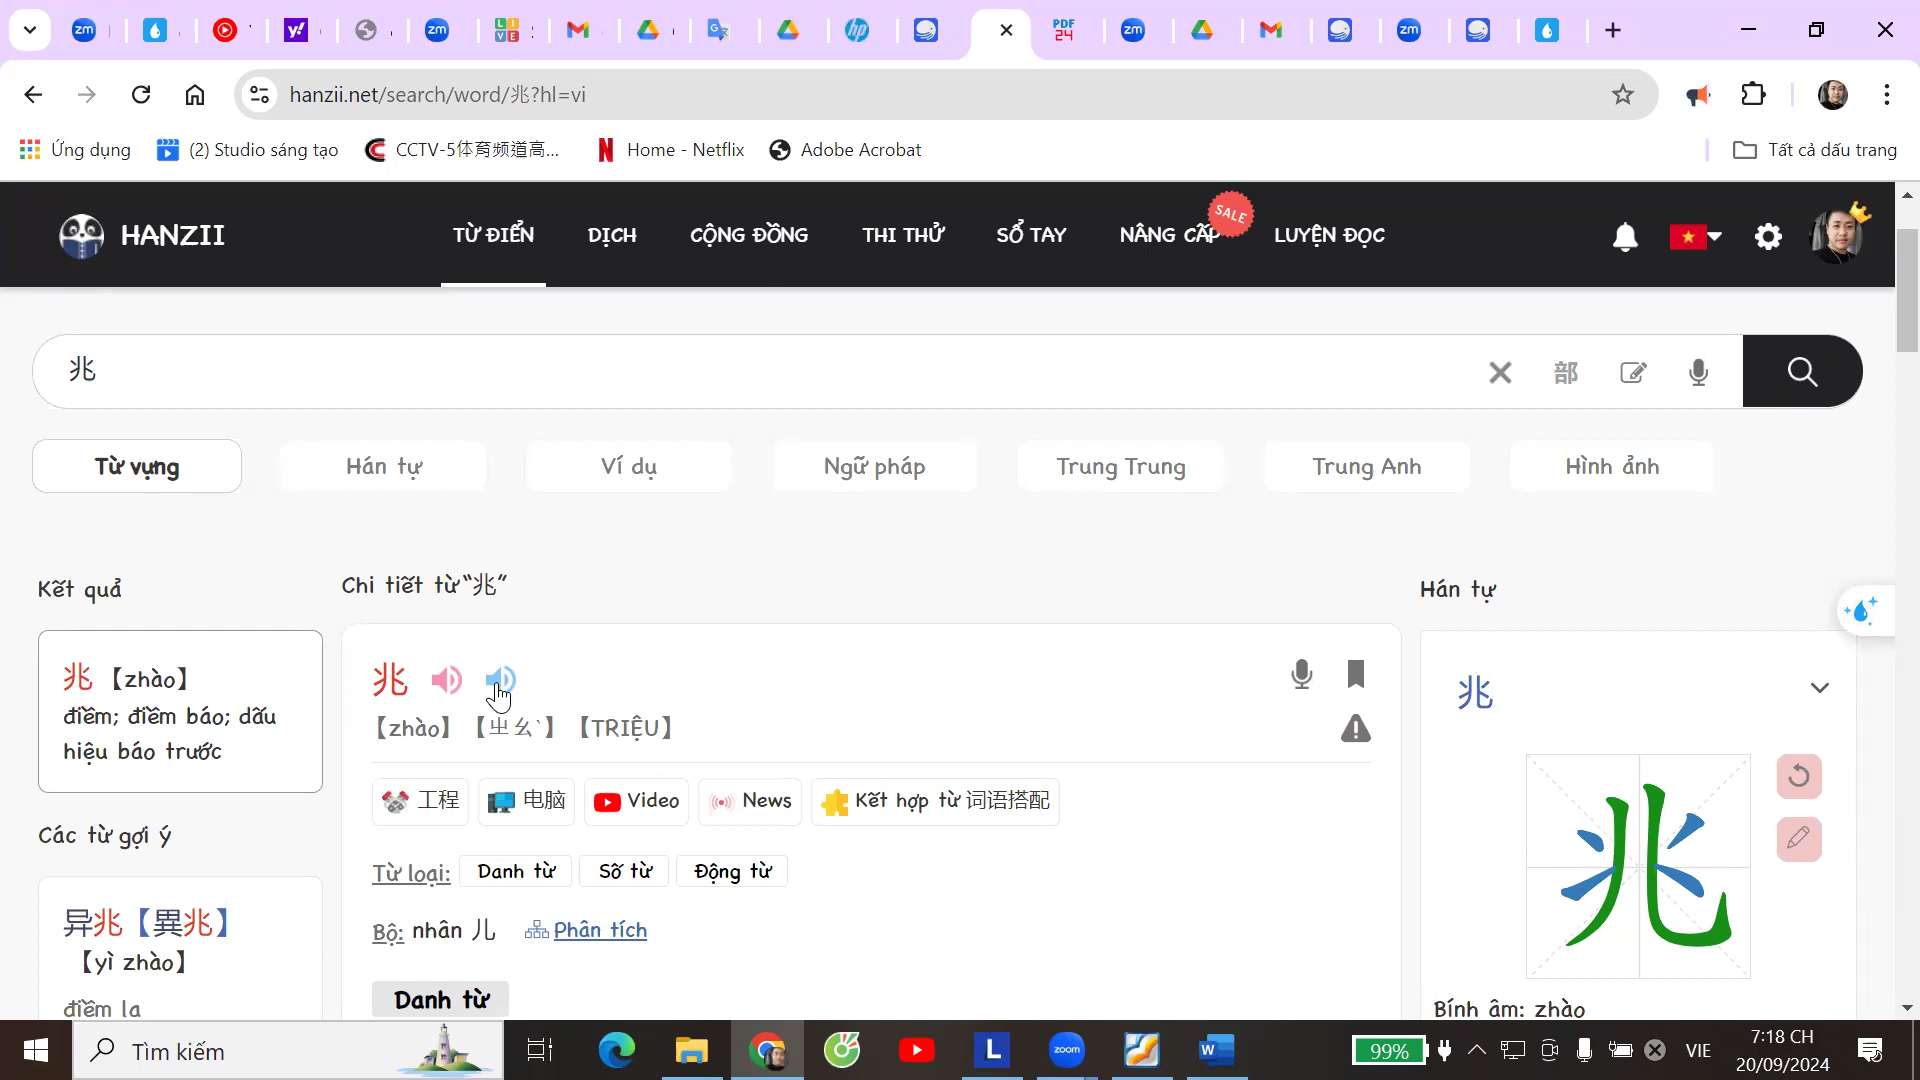 hanzii.net/search/word/兆?hl=vi
Ứng dụng
(2) Studio sáng tạo
CCTV-5体育频道高...
Home - Netflix
Adobe Acrobat
Tất cả dấu trang
HANZII
TỪ ĐIỂN
DỊCH
CỘNG ĐỒNG
THI THỬ
SỔ TAY
NÂNG CẤP
SALE
LUYỆN ĐỌC
兆
部
Từ vựng
Hán tự
Ví dụ
Ngữ pháp
Trung Trung
Trung Anh
Hình ảnh
Kết quả
兆 【zhào】
điềm; điềm báo; dấu
hiệu báo trước
Các từ gợi ý
异兆【異兆】
【yì zhào】
điềm lạ
Chi tiết từ “兆”
兆
【zhào】 【ㄓㄠˋ】 【TRIỆU】
工程
电脑
Video
News
Kết hợp từ 词语搭配
Từ loại: Danh từ Số từ Động từ
Bộ: nhân 儿 Phân tích
Danh từ
Hán tự
兆
兆
Bính âm: zhào
Tìm kiếm
99%
VIE
7:18 CH
20/09/2024